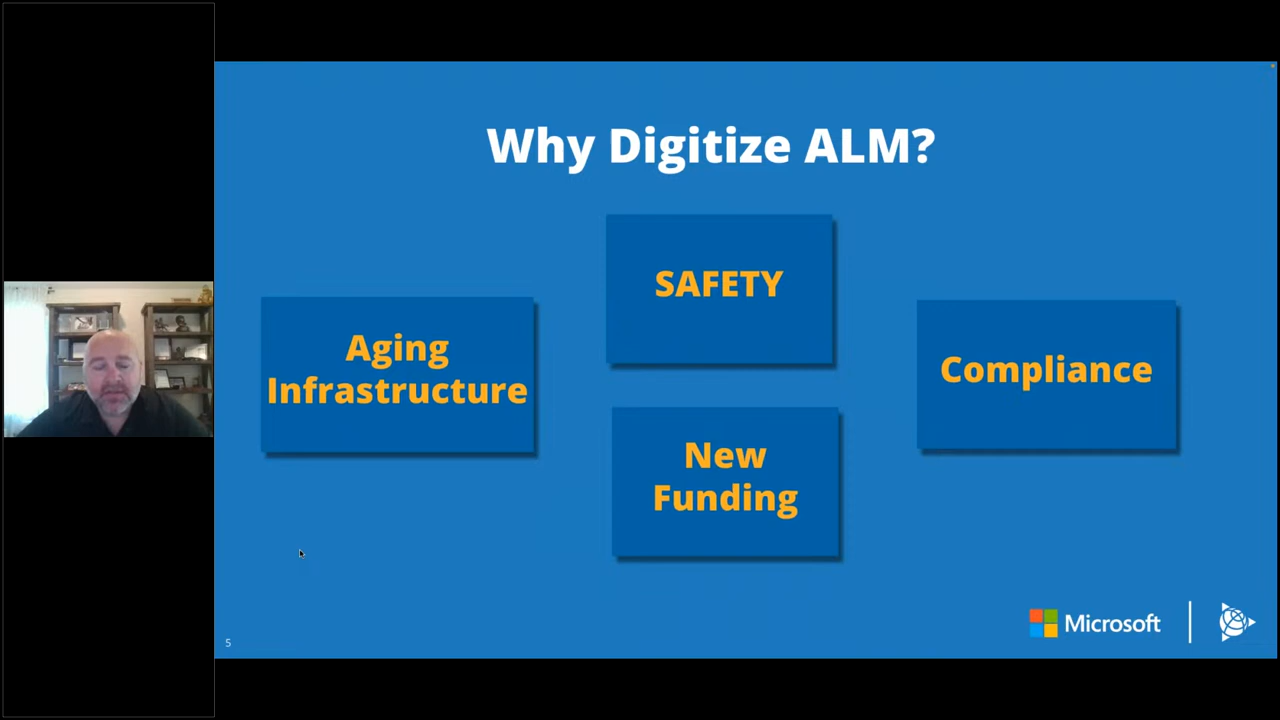 Why Digitize ALM?
SAFETY
Aging
Infrastructure
Compliance
New
Funding
5
Microsoft